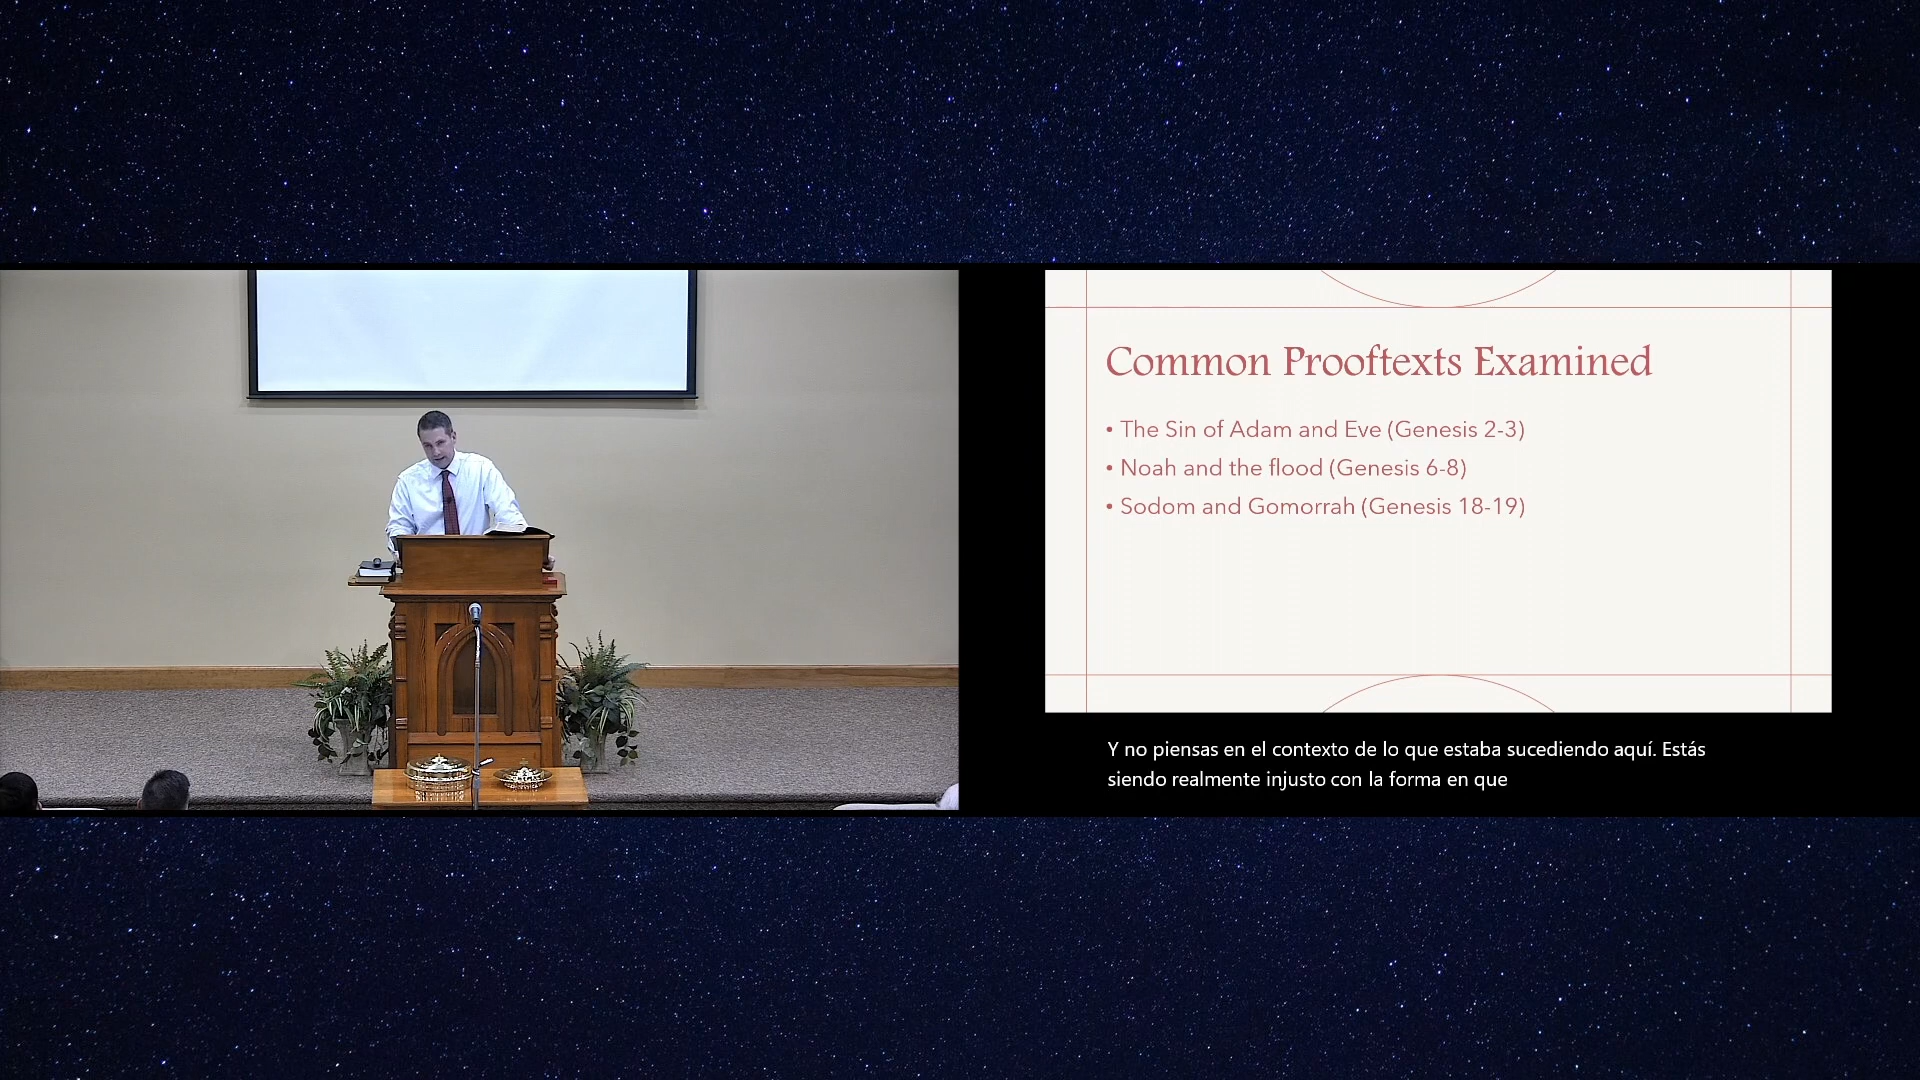 Common Prooftexts Examined
• The Sin of Adam and Eve (Genesis 2-3)
• Noah and the flood (Genesis 6-8)
• Sodom and Gomorrah (Genesis 18-19)
Y no piensas en el contexto de lo que estaba sucediendo aquí. Estás
siendo realmente injusto con la forma en que